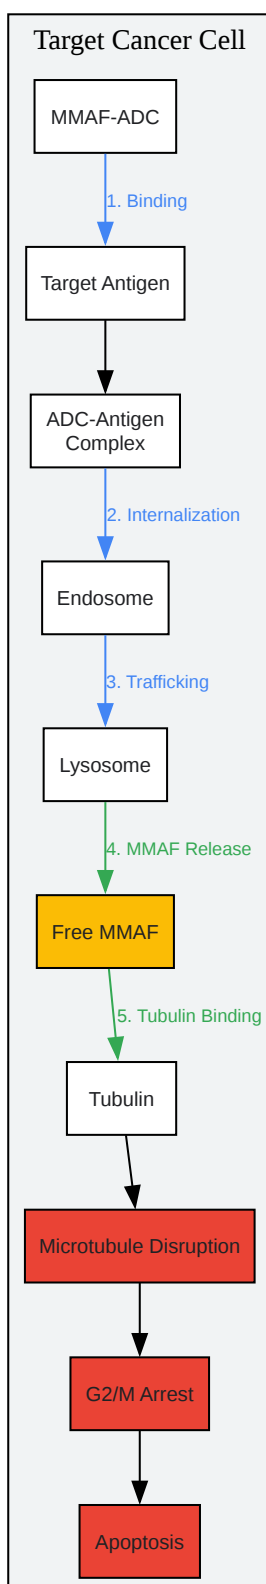 Target Cancer Cell
MMAF-ADC
1. Binding
Target Antigen
ADC-Antigen
Complex
2. Internalization
Endosome
3. Trafficking
Lysosome
4. MMAF Release
Free MMAF
5. Tubulin Binding
Tubulin
Microtubule Disruption
G2/M Arrest
Apoptosis